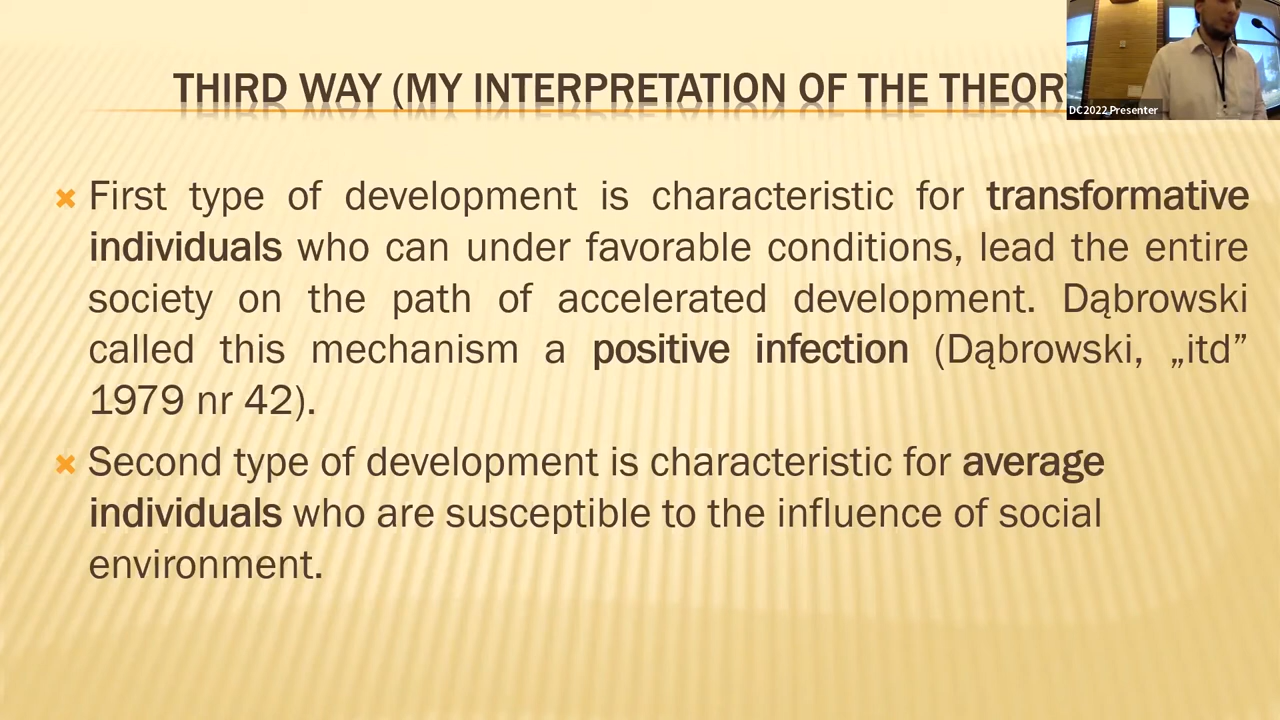 THIRD WAY (MY INTERPRETATION OF THE THEORY
DC2022 Presenter
First type of development is characteristic for transformative
individuals who can under favorable conditions, lead the entire
society on the path of accelerated development. Dąbrowski
called this mechanism a positive infection (Dąbrowski, „itd”
1979 nr 42).
Second type of development is characteristic for average
individuals who are susceptible to the influence of social
environment.